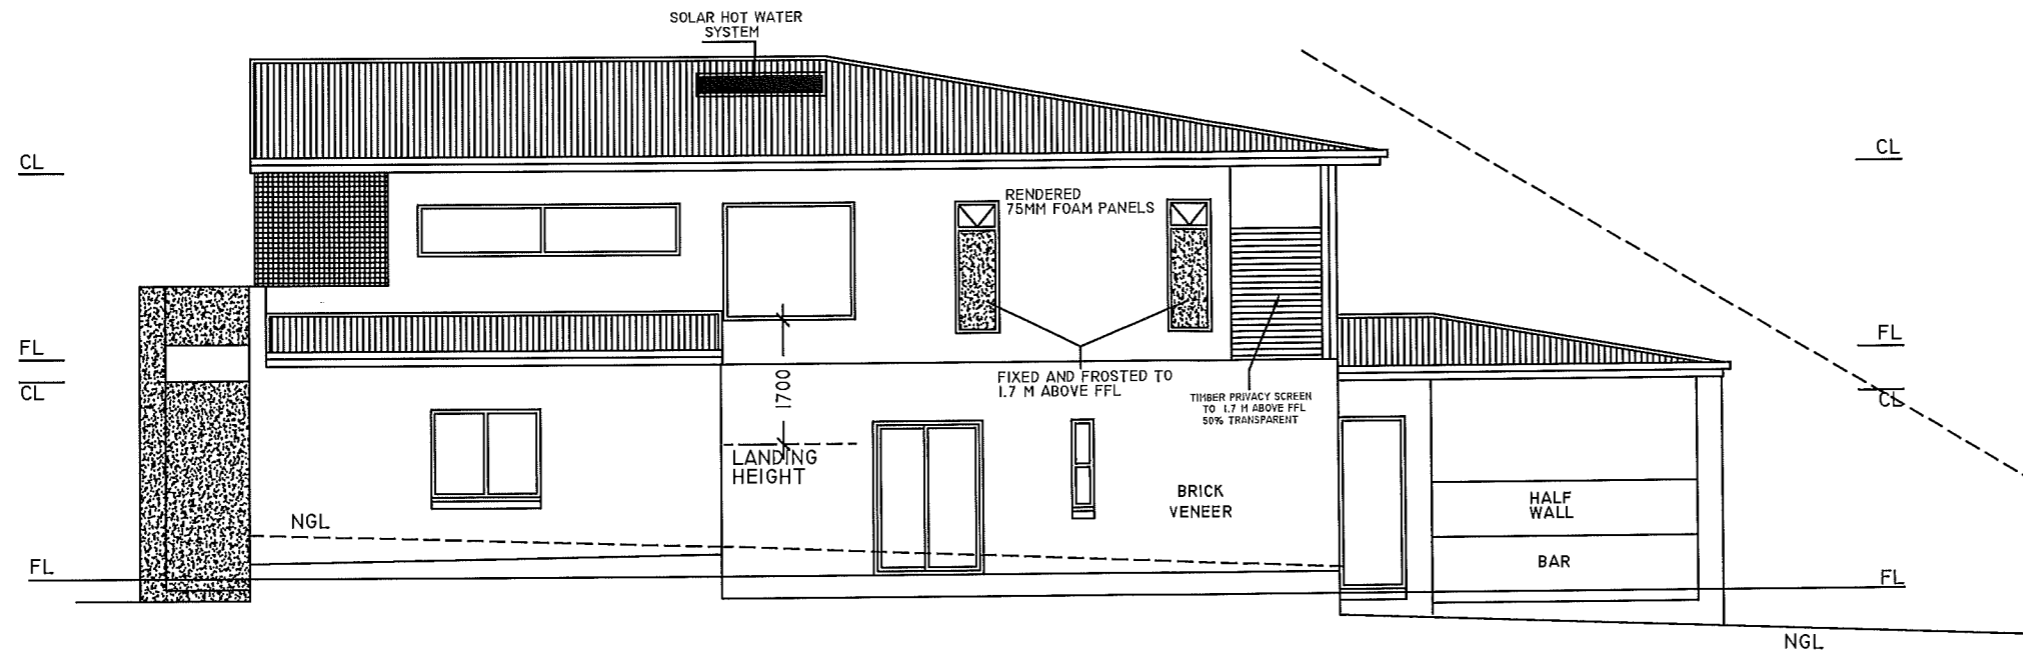 SOLAR HOT WATER
SYSTEM
CL
CL
RENDERED
75MM FOAM PANELS
FL
FL
CL
CL
1700
FIXED AND FROSTED TO
1.7 M ABOVE FFL
TIMBER PRIVACY SCREEN
TO 1.7 M ABOVE FFL
50% TRANSPARENT
LANDING
HEIGHT
BRICK
VENEER
HALF
WALL
NGL
BAR
FL
FL
NGL